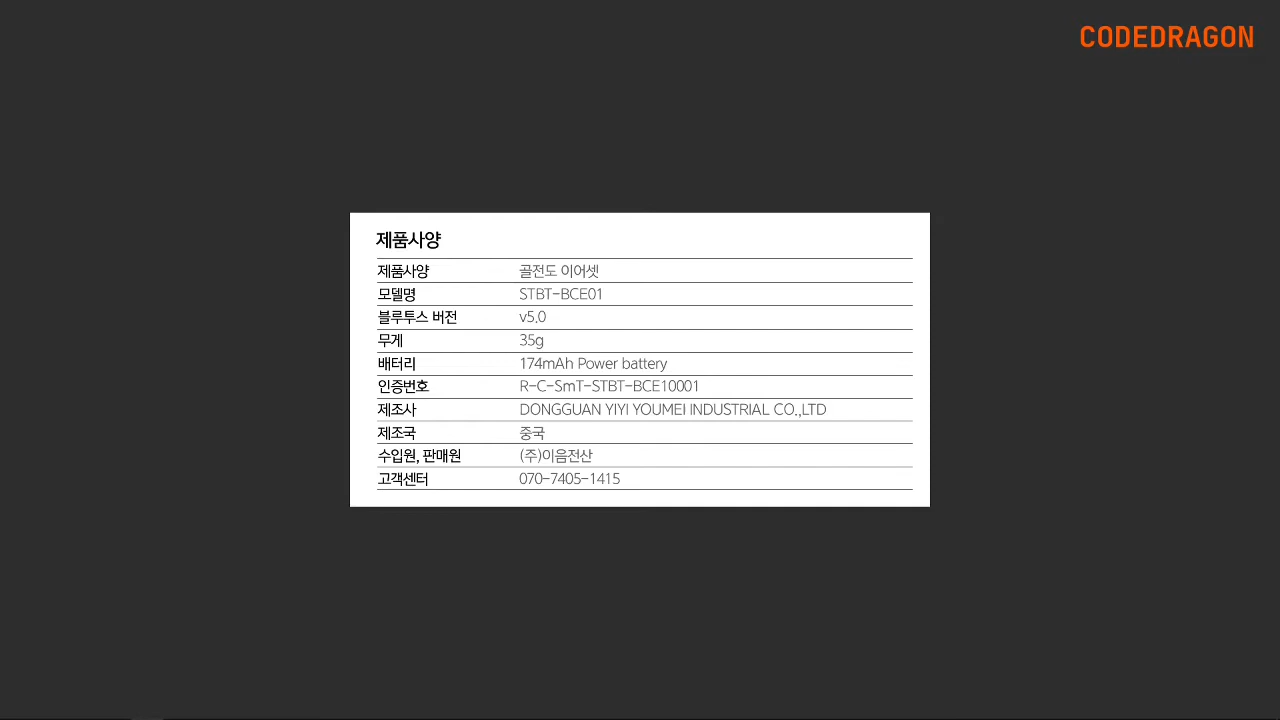 CODEDRAGON
제품사양
제품사양 골전도 이어셋
모델명 STBT-BCE01
블루투스 버전 v5.0
무게 35g
배터리 174mAh Power battery
인증번호 R-C-SmT-STBT-BCE10001
제조사 DONGGUAN YIYI YOUMEI INDUSTRIAL CO.,LTD
제조국 중국
수입원, 판매원 (주)이음전산
고객센터 070-7405-1415